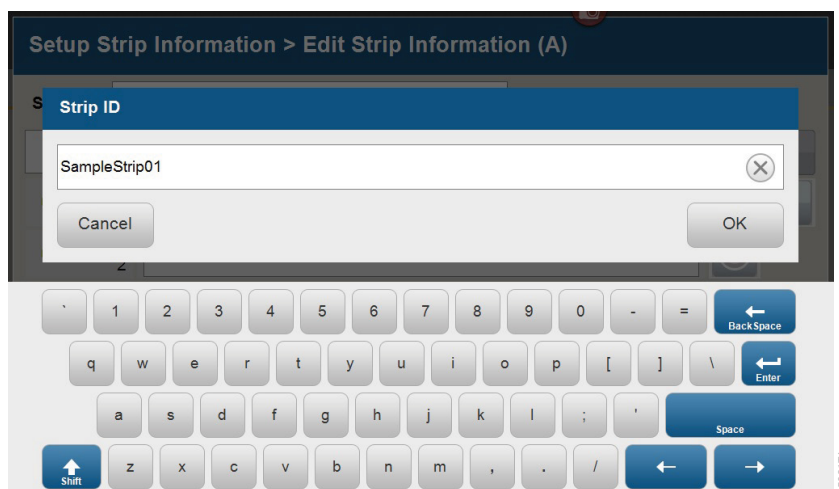 Setup Strip Information > Edit Strip Information (A)
S
Strip ID
SampleStrip01
Cancel OK
2
` 1 2 3 4 5 6 7 8 9 0 - = BackSpace
q w e r t y u i o p [ ] \ Enter
a s d f g h j k l ; ' Space
Shift z x c v b n m , . /